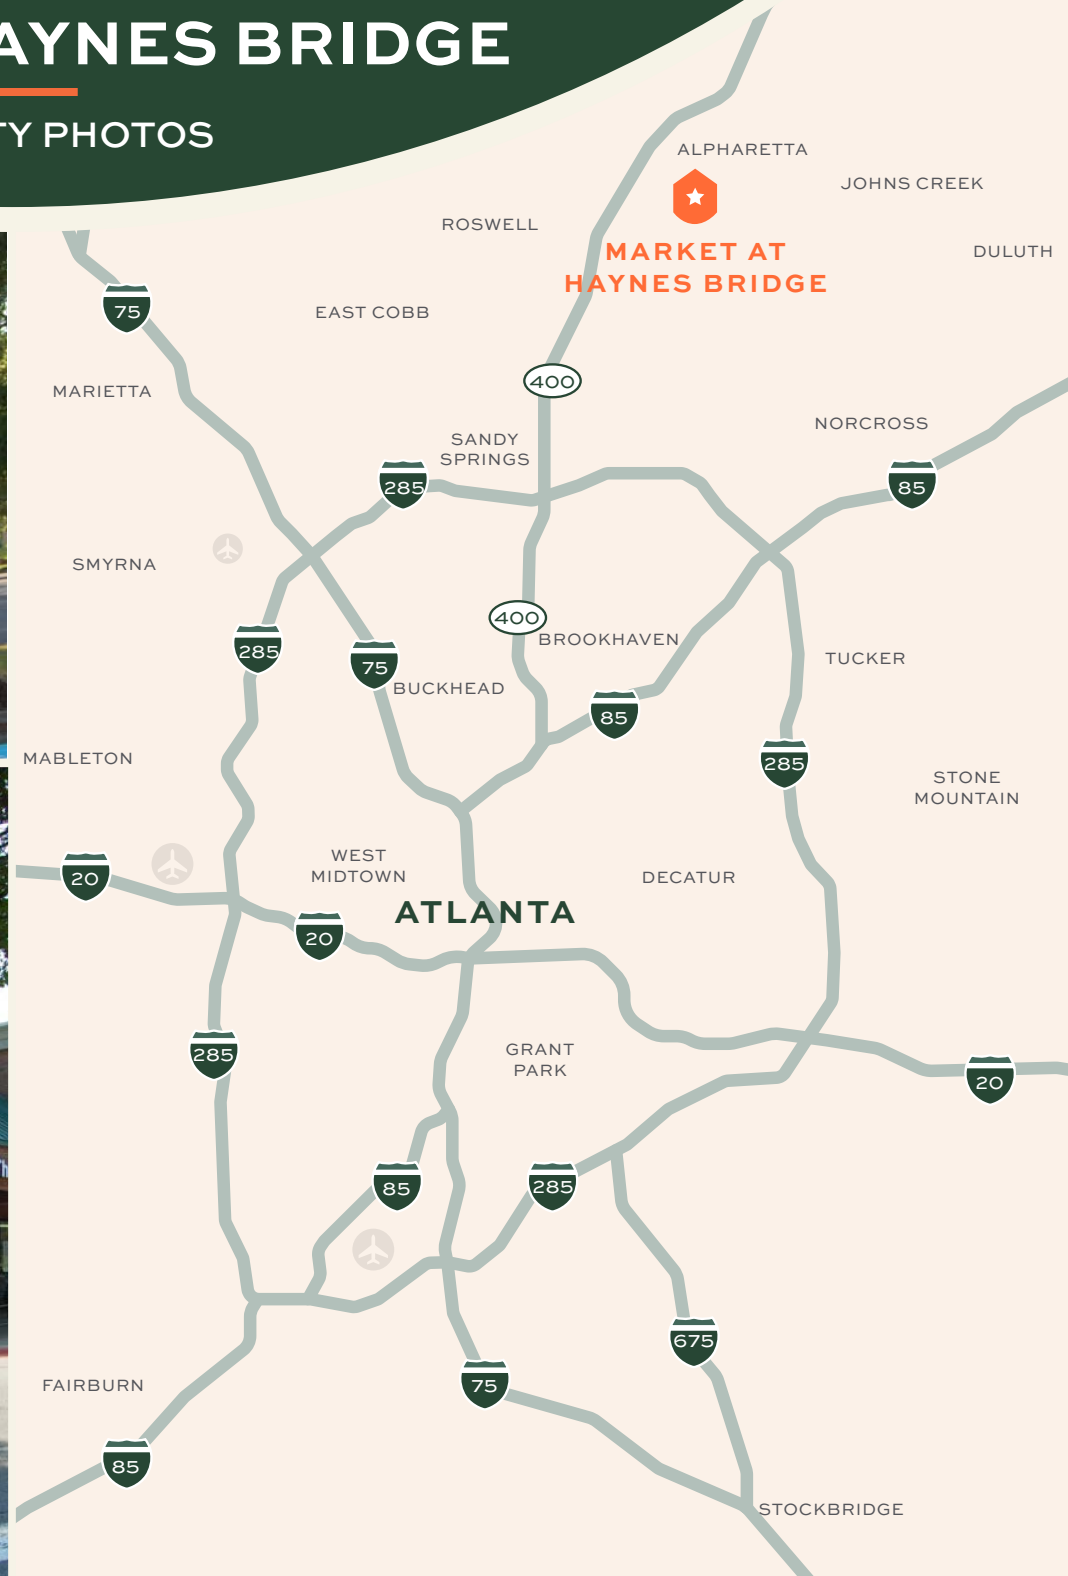 AYNES BRIDGE
TY PHOTOS
ALPHARETTA
JOHNS CREEK
ROSWELL
DULUTH
MARKET AT
HAYNES BRIDGE
75
EAST COBB
400
MARIETTA
NORCROSS
SANDY
SPRINGS
285
85
SMYRNA
400
BROOKHAVEN
285
75
TUCKER
BUCKHEAD
85
MABLETON
285
STONE
MOUNTAIN
WEST
MIDTOWN
20
DECATUR
ATLANTA
20
GRANT
PARK
285
20
85
285
675
FAIRBURN
75
85
STOCKBRIDGE